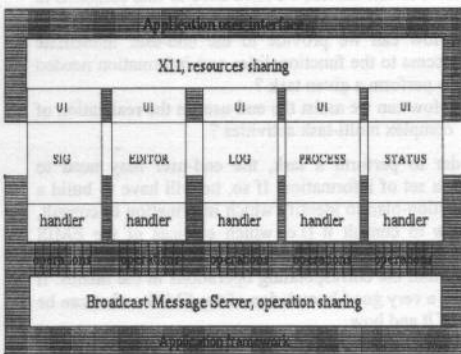 Application user interface
X11, resources sharing
UI UI UI UI UI
SIG EDITOR LOG PROCESS STATUS
handler handler handler handler handler
operations operations operations operations operations
Broadcast Message Server, operation sharing
Application framework